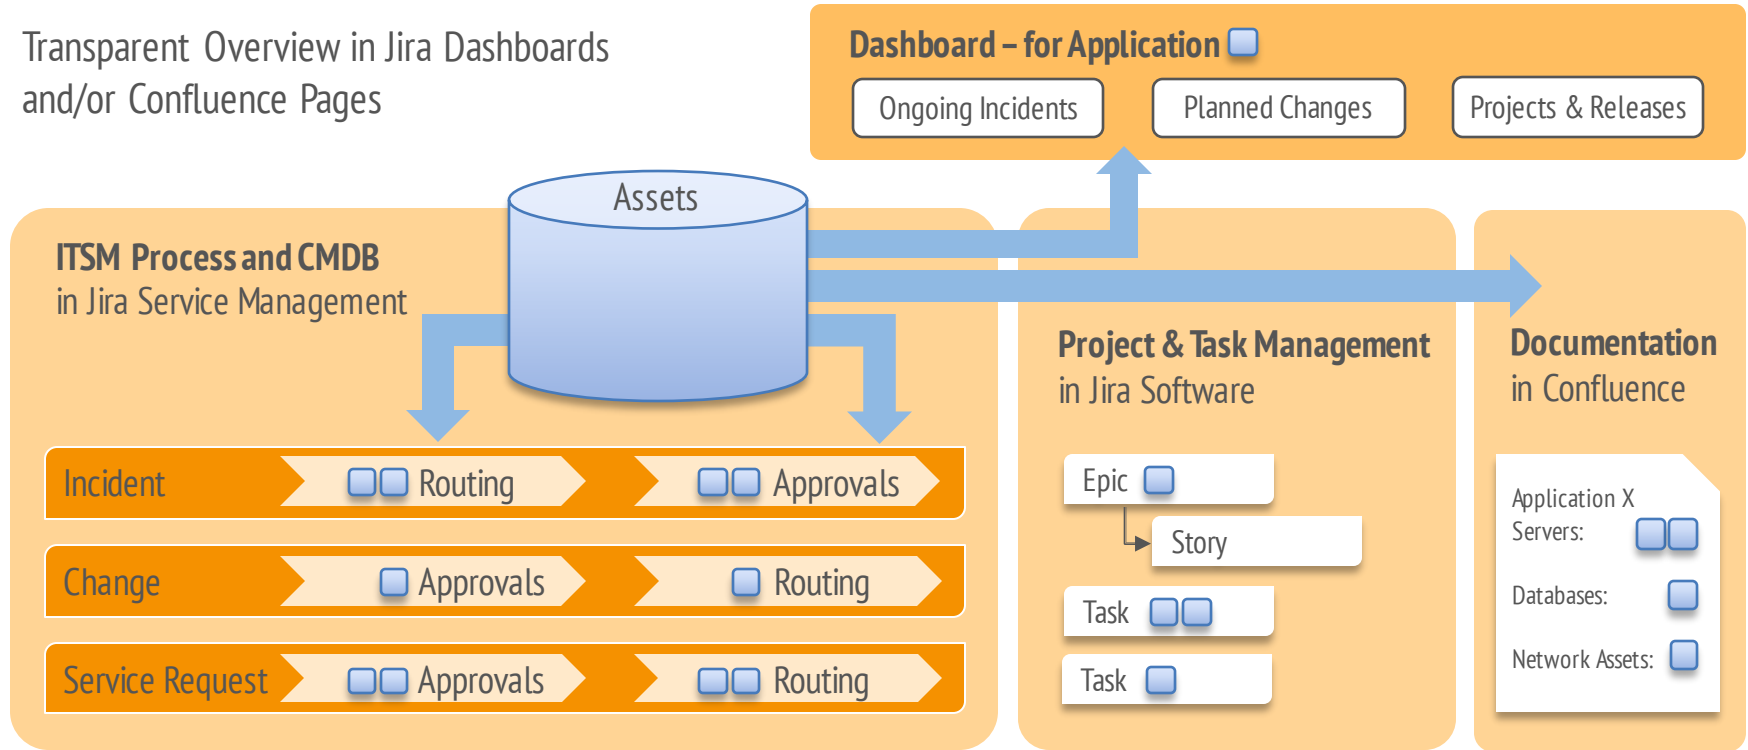 Transparent Overview in Jira Dashboards
and/or Confluence Pages
Dashboard – for Application
Ongoing Incidents
Planned Changes
Projects & Releases
Assets
ITSM Process and CMDB
in Jira Service Management
Incident
Routing
Approvals
Change
Approvals
Routing
Service Request
Approvals
Routing
Project & Task Management
in Jira Software
Epic
Story
Task
Task
Documentation
in Confluence
Application X
Servers:
Databases:
Network Assets: